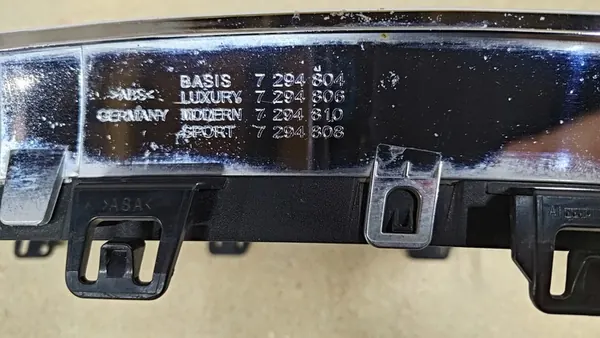 BASIS 7 294 804
>ABS< LUXURY 7 294 806
GERMANY MODERN 7 294 810
SPORT 7 294 808
>ASA<